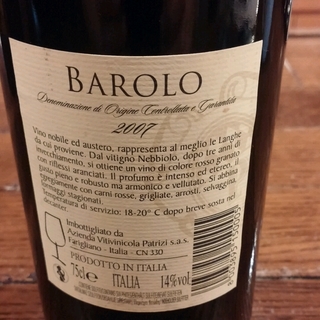 BAROLO
Denominazione di Origine Controllata e Garantita
2007
Vino nobile ed austero, rappresenta al meglio le Langhe
da cui proviene. Dal vitigno Nebbiolo, dopo tre anni di
invecchiamento, si ottiene un vino di colore rosso granato
con riflessi aranciati. Il profumo è intenso ed etereo, il
gusto pieno e robusto ma armonico e vellutato. Si abbina
egregiamente con carni rosse, grigliate, arrosti, selvaggina,
formaggi stagionati.
Temperatura di servizio: 18-20° C dopo breve sosta nel
decanter.
Imbottigliato da
Azienda Vitivinicola Patrizi s.a.s.
Farigliano - Italia - CN 330
PRODOTTO IN ITALIA
75cl e ITALIA 14%vol